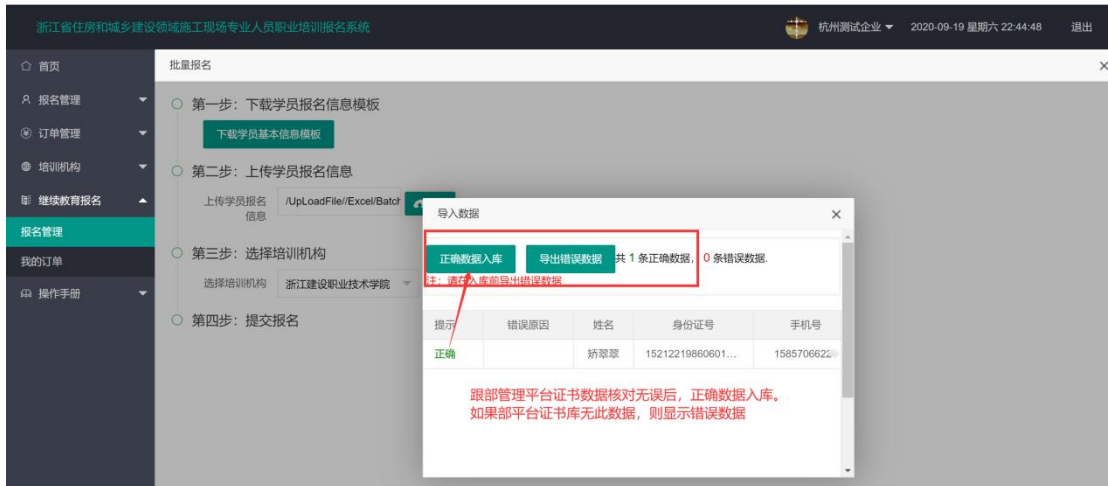 浙江省住房和城乡建设领域施工现场专业人员职业培训报名系统
杭州测试企业
2020-09-19 星期六 22:44:48
退出
首页
报名管理
订单管理
培训机构
继续教育报名
报名管理
我的订单
操作手册
批量报名
第一步：下载学员报名信息模板
下载学员基本信息模板
第二步：上传学员报名信息
上传学员报名
信息
/UpLoadFile//Excel/Batch
第三步：选择培训机构
选择培训机构
浙江建设职业技术学院
第四步：提交报名
导入数据
正确数据入库
导出错误数据
共 1 条正确数据，0 条错误数据.
注：请在入库前导出错误数据
提示 错误原因 姓名 身份证号 手机号
正确 矫翠翠 15212219860601... 1585706622
跟部管理平台证书数据核对无误后，正确数据入库。
如果部平台证书库无此数据，则显示错误数据